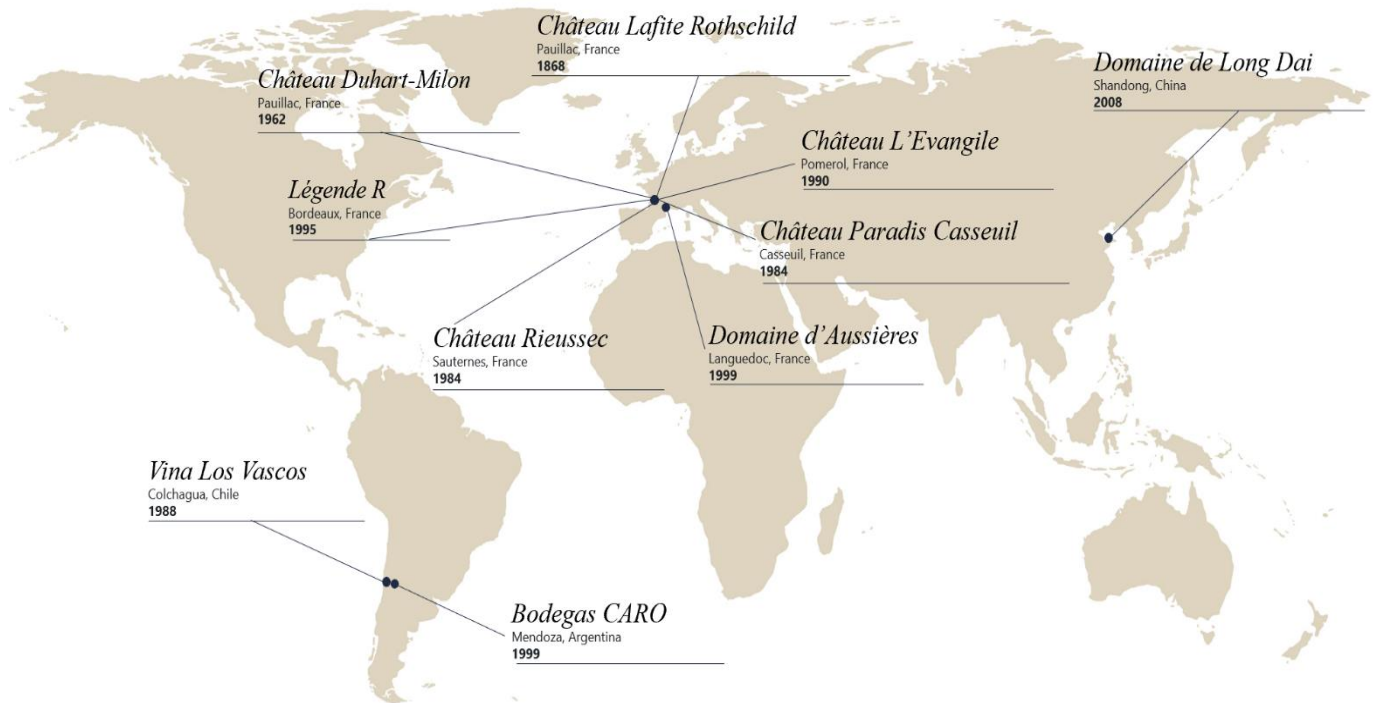 Château Lafite Rothschild
Pauillac, France
1868
Domaine de Long Dai
Shandong, China
2008
Château Duhart-Milon
Pauillac, France
1962
Château L'Evangile
Pomerol, France
1990
Légende R
Bordeaux, France
1995
Château Paradis Casseuil
Casseuil, France
1984
Château Rieussec
Sauternes, France
1984
Domaine d'Aussières
Languedoc, France
1999
Vina Los Vascos
Colchagua, Chile
1988
Bodegas CARO
Mendoza, Argentina
1999